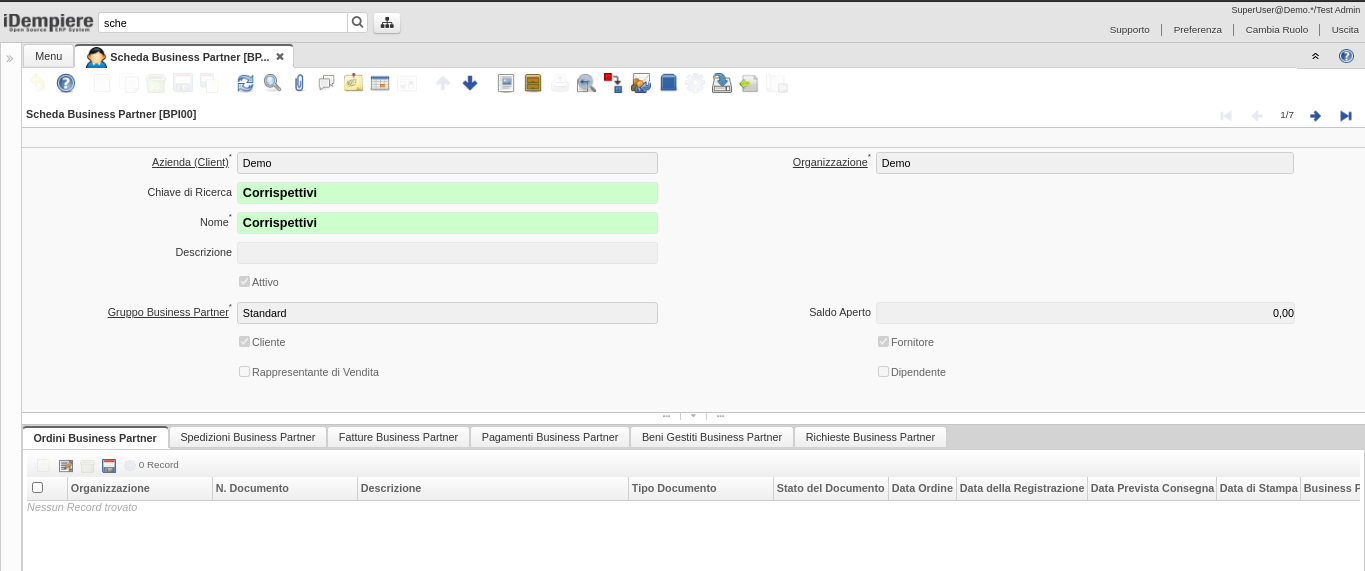 SuperUser@Demo.*/Test Admin
iDempiere
Open Source ERP System
sche
Supporto Preferenza Cambia Ruolo Uscita
» Menu Scheda Business Partner [BP... ✖
Scheda Business Partner [BPI00] 1/7
Azienda (Client)* Demo Organizzazione* Demo
Chiave di Ricerca Corrispettivi
Nome* Corrispettivi
Descrizione
Attivo
Gruppo Business Partner* Standard Saldo Aperto 0,00
Cliente Fornitore
Rappresentante di Vendita Dipendente
Ordini Business Partner Spedizioni Business Partner Fatture Business Partner Pagamenti Business Partner Beni Gestiti Business Partner Richieste Business Partner
0 Record
Organizzazione N. Documento Descrizione Tipo Documento Stato del Documento Data Ordine Data della Registrazione Data Prevista Consegna Data di Stampa Business P
Nessun Record trovato